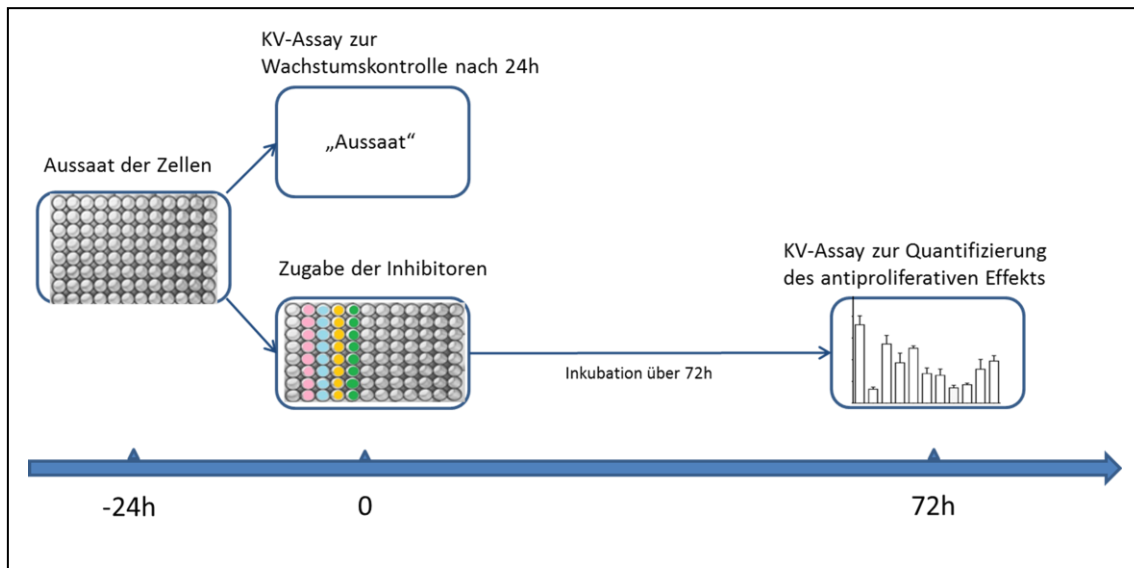 KV-Assay zur
Wachstumskontrolle nach 24h
„Aussaat“
Aussaat der Zellen
Zugabe der Inhibitoren
KV-Assay zur Quantifizierung
des antiproliferativen Effekts
Inkubation über 72h
-24h
0
72h